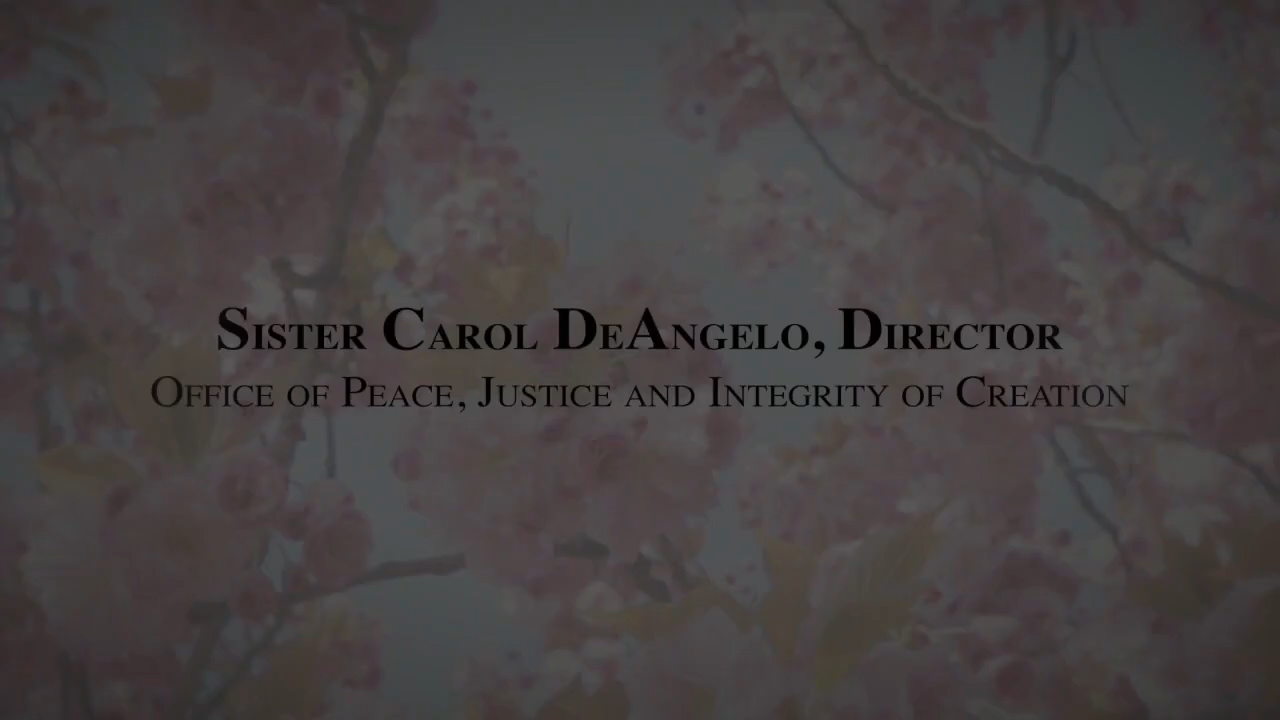 Sister Carol DeAngelo, Director
Office of Peace, Justice and Integrity of Creation